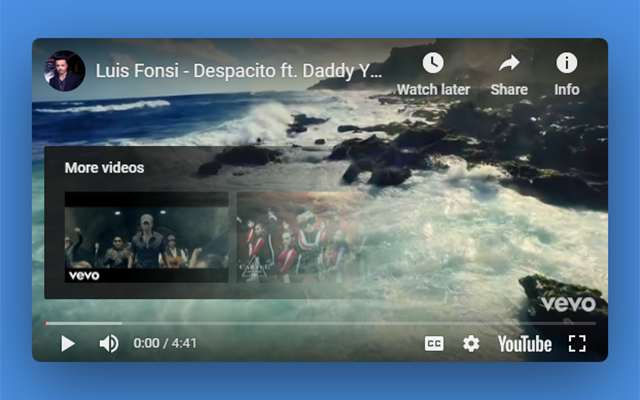 Luis Fonsi - Despacito ft. Daddy Y...
Watch later
Share
Info
More videos
vevo
CARTEL
vevo
0:00 / 4:41
CC
YouTube